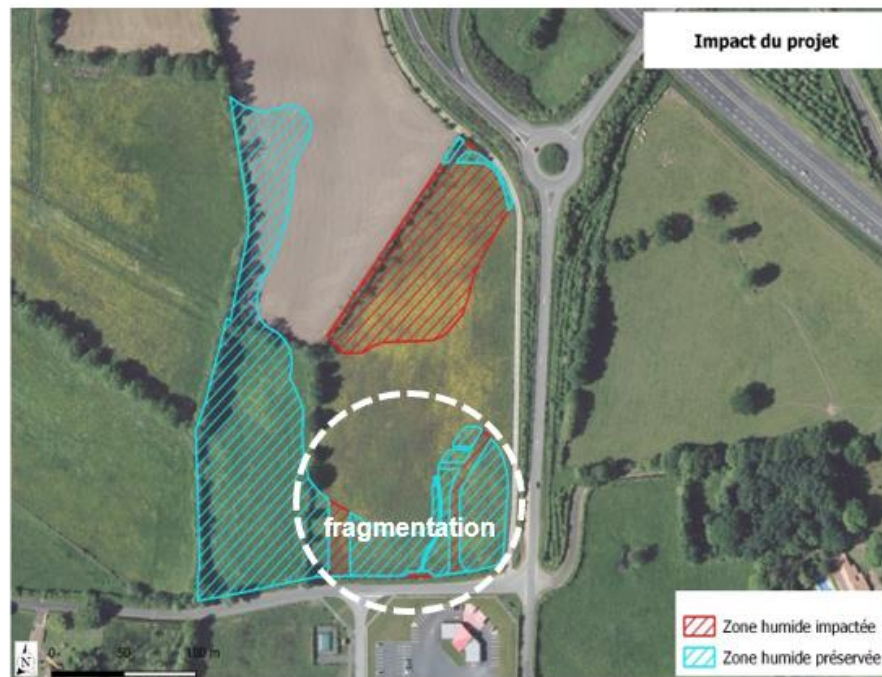 Impact du projet
fragmentation
Zone humide impactée
Zone humide préservée
N
0 50 100 m